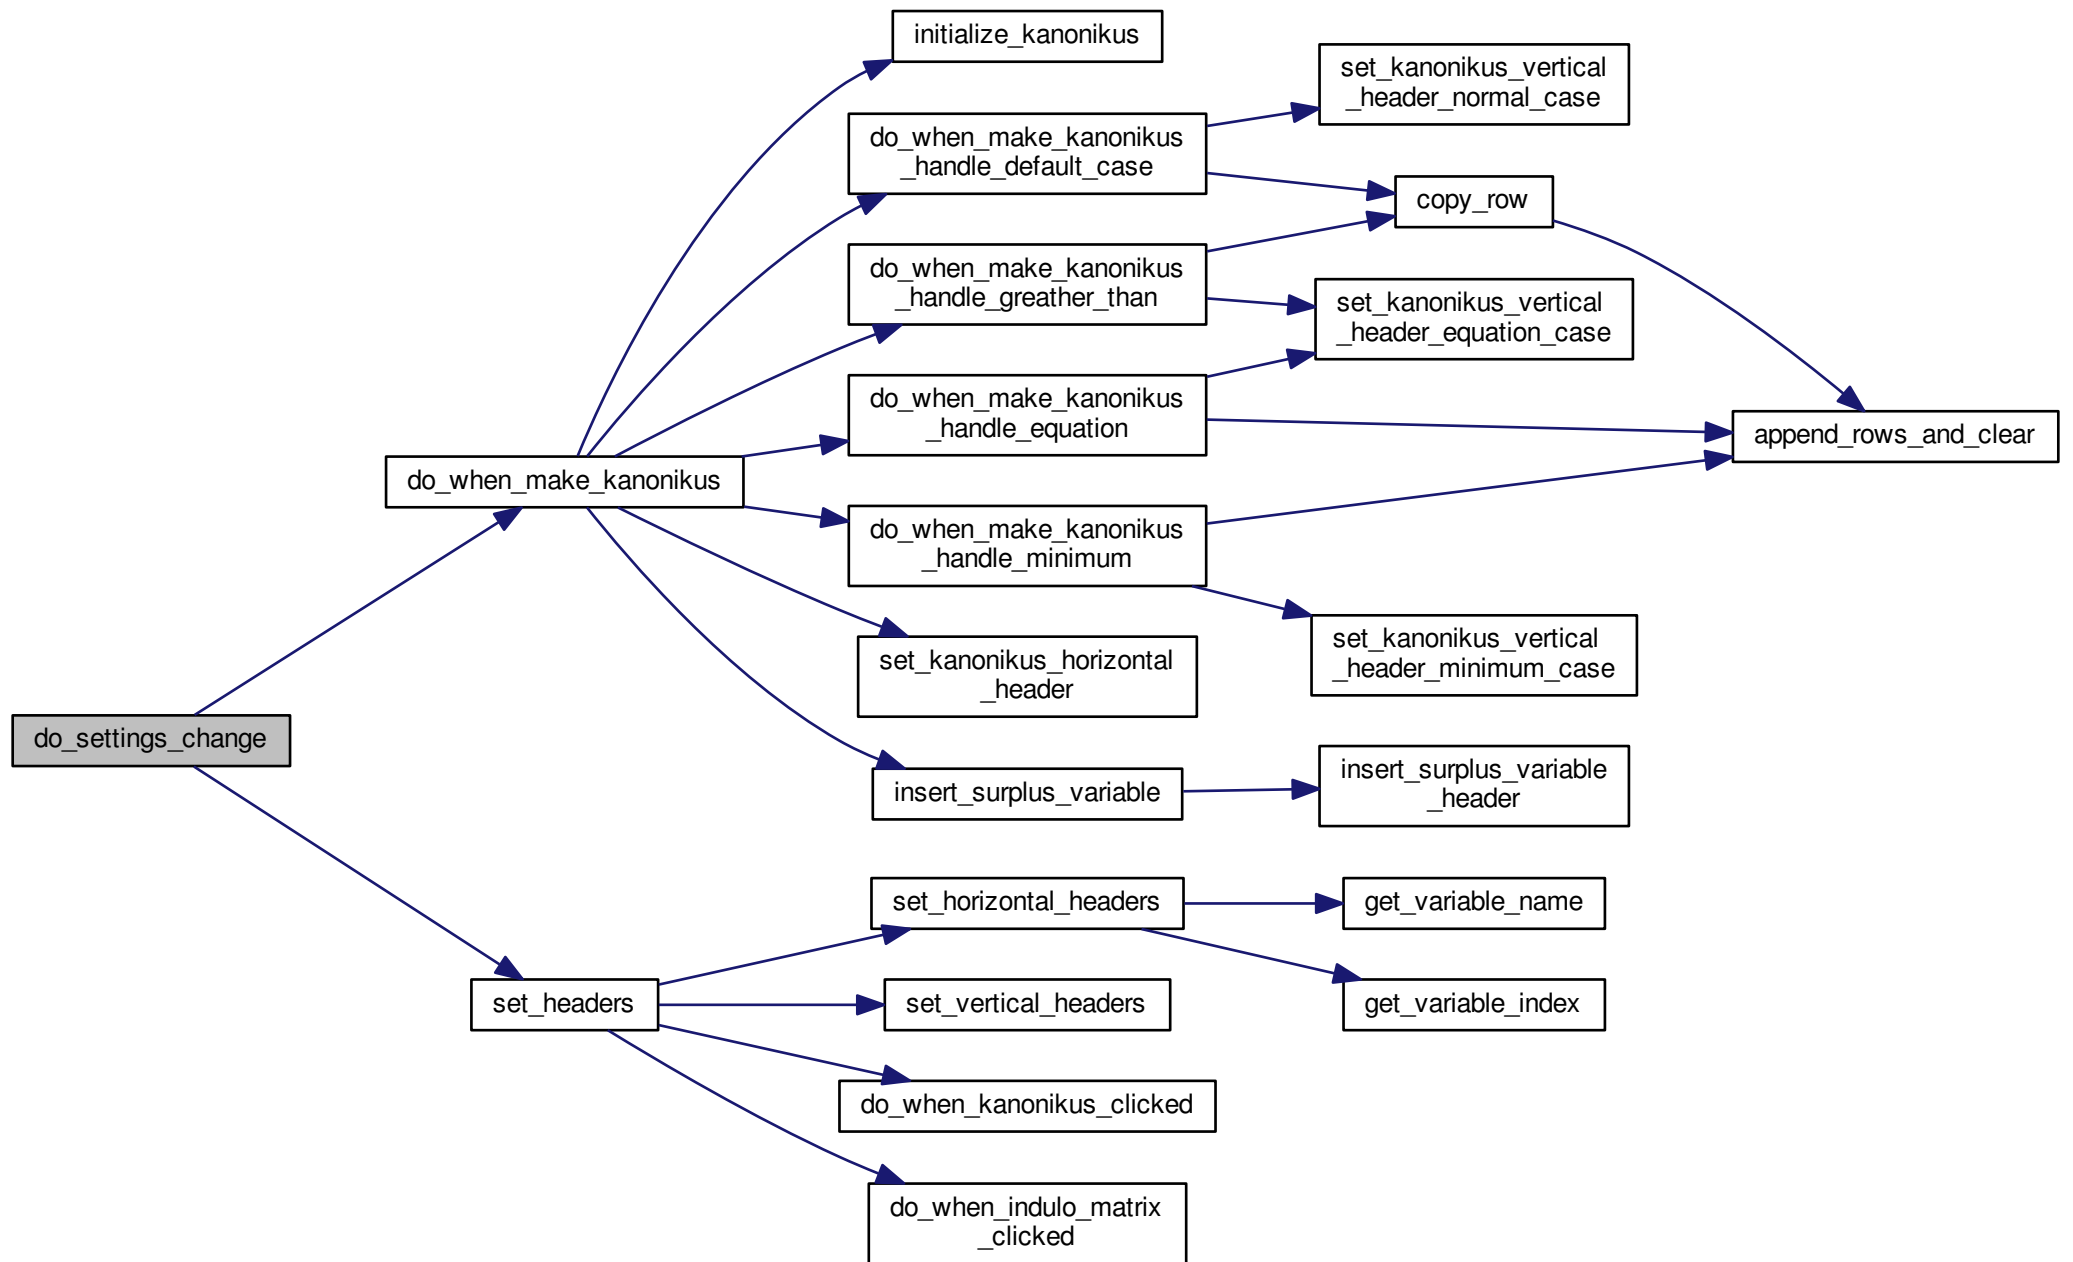 initialize_kanonikus
set_kanonikus_vertical
_header_normal_case
do_when_make_kanonikus
_handle_default_case
copy_row
do_when_make_kanonikus
_handle_greather_than
set_kanonikus_vertical
_header_equation_case
do_when_make_kanonikus
_handle_equation
append_rows_and_clear
do_when_make_kanonikus
do_when_make_kanonikus
_handle_minimum
set_kanonikus_horizontal
_header
set_kanonikus_vertical
_header_minimum_case
do_settings_change
insert_surplus_variable
insert_surplus_variable
_header
set_horizontal_headers
get_variable_name
set_headers
set_vertical_headers
get_variable_index
do_when_kanonikus_clicked
do_when_indulo_matrix
_clicked